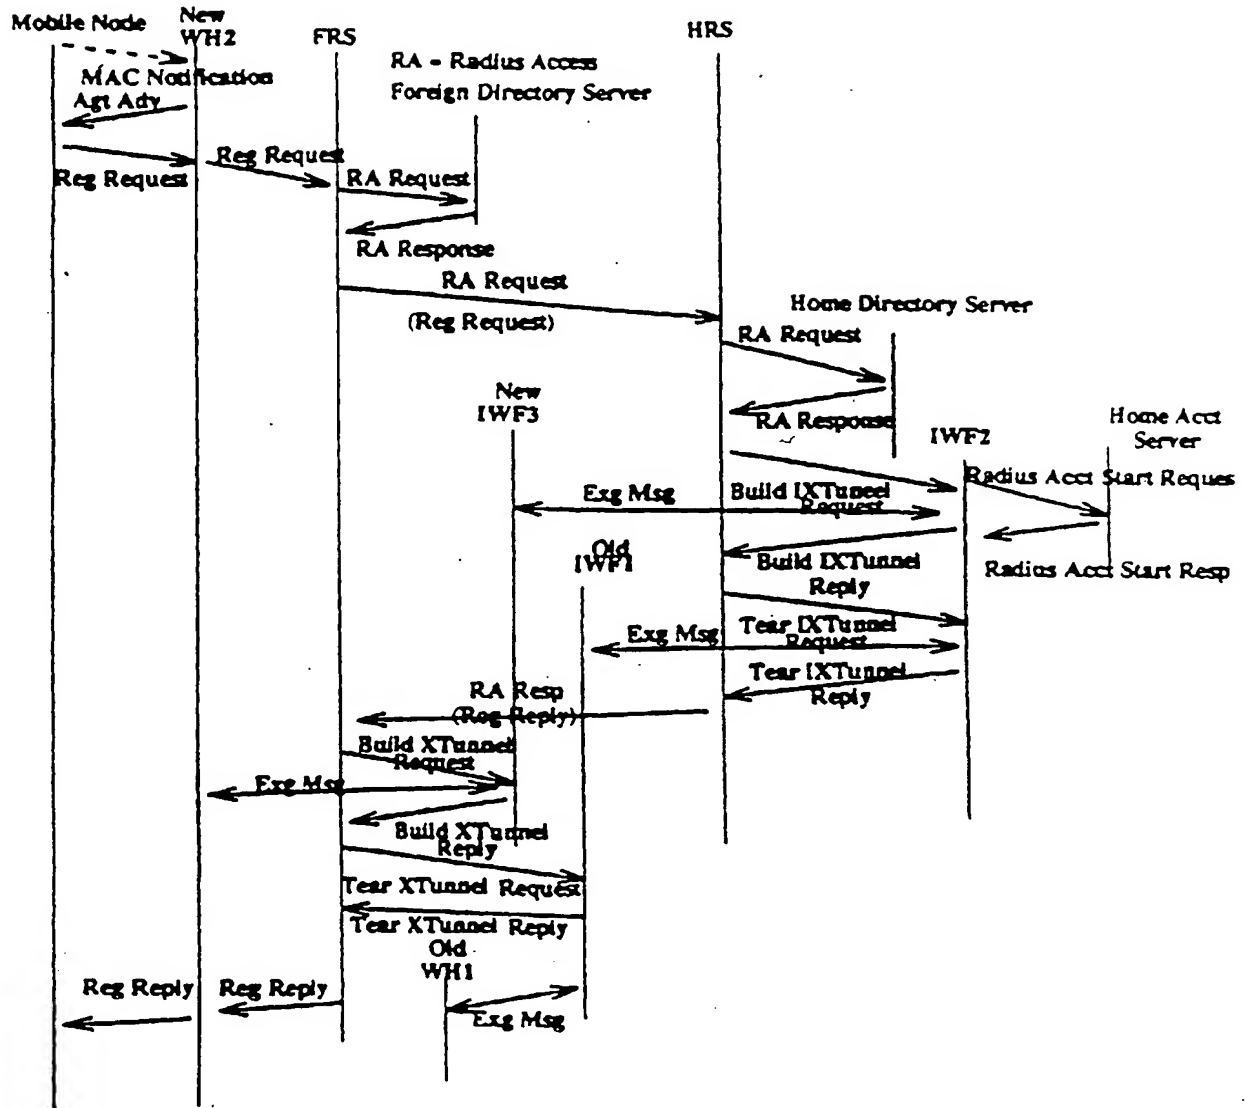 Mobile Node
New
WH2
FRS
HRS
RA - Radius Access
Foreign Directory Server
MAC Notification
Agt Adv
Reg Request
Reg Request
RA Request
RA Response
RA Request
(Reg Request)
Home Directory Server
RA Request
RA Response
New
IWF3
IWF2
Home Acct
Server
Radius Acct Start Reques
Exg Msg
Build IXTuneel
Request
Old
IWF1
Build IXTunnel
Reply
Radius Acct Start Resp
Exg Msg
Tear IXTunnel
Request
Tear IXTunnel
Reply
RA Resp
(Reg Reply)
Build XTunnel
Request
Exg Msg
Build XTunnel
Reply
Tear XTunnel Request
Tear XTunnel Reply
Old
WH1
Reg Reply
Reg Reply
Exg Msg